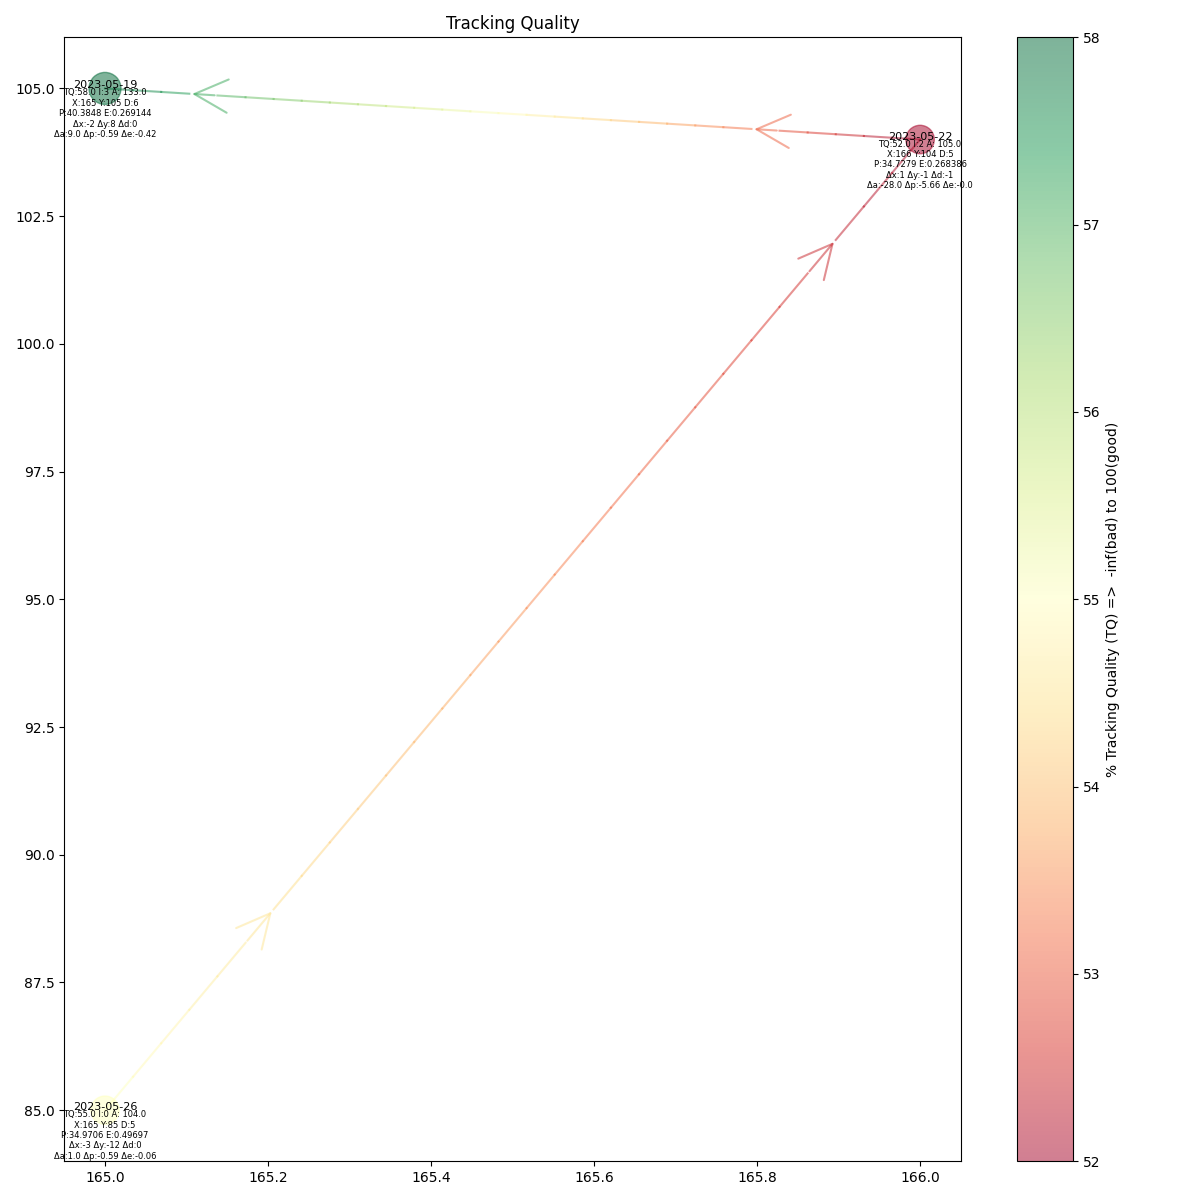 Tracking Quality
105.0
102.5
100.0
97.5
95.0
92.5
90.0
87.5
85.0
2023-05-19
TQ:58.0 I:3 A: 133.0
X:165 Y:105 D:6
P:40.3848 E:0.269144
Δx:-2 Δy:8 Δd:0
Δa:9.0 Δp:-0.59 Δe:-0.42
2023-05-22
TQ:52.0 I:2 A: 105.0
X:166 Y:104 D:5
P:34.7279 E:0.268386
Δx:1 Δy:-1 Δd:-1
Δa:-28.0 Δp:-5.66 Δe:-0.0
2023-05-26
TQ:55.0 I:0 A: 104.0
X:165 Y:85 D:5
P:34.9706 E:0.49697
Δx:-3 Δy:-12 Δd:0
Δa:1.0 Δp:-0.59 Δe:-0.06
165.0 165.2 165.4 165.6 165.8 166.0
58
57
56
55
54
53
52
% Tracking Quality (TQ) => -inf(bad) to 100(good)